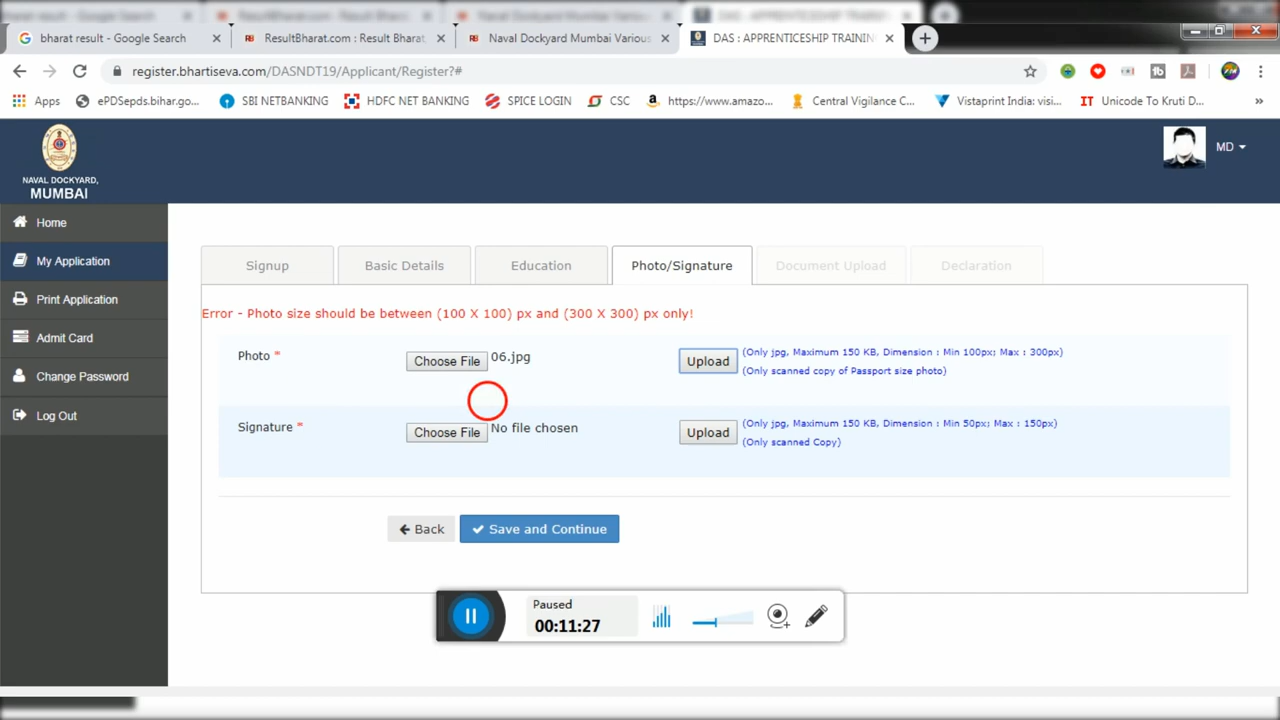 bharat result - Google Search
ResultBharat.com : Result Bharat
Naval Dockyard Mumbai Various
DAS : APPRENTICESHIP TRAININ
register.bhartiseva.com/DASNDT19/Applicant/Register?#
Apps
ePDSepds.bihar.go...
SBI NETBANKING
HDFC NET BANKING
SPICE LOGIN
CSC
https://www.amazo...
Central Vigilance C...
Vistaprint India: visi...
IT Unicode To Kruti D...
»
NAVAL DOCKYARD,
MUMBAI
MD
Home
My Application
Print Application
Admit Card
Change Password
Log Out
Signup
Basic Details
Education
Photo/Signature
Document Upload
Declaration
Error - Photo size should be between (100 X 100) px and (300 X 300) px only!
Photo *
Choose File 06.jpg
Upload
(Only jpg, Maximum 150 KB, Dimension : Min 100px; Max : 300px)
(Only scanned copy of Passport size photo)
Signature *
Choose File No file chosen
Upload
(Only jpg, Maximum 150 KB, Dimension : Min 50px; Max : 150px)
(Only scanned Copy)
Back
Save and Continue
Paused
00:11:27